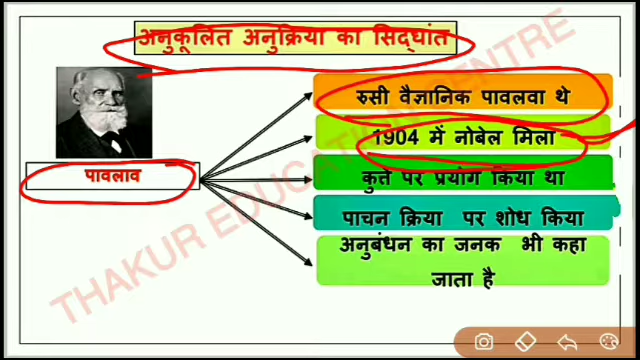 अनुकूलित अनुक्रिया का सिद्धांत
रुसी वैज्ञानिक पावलवा थे
1904 में नोबेल मिला
पावलाव
कुते पर प्रयोग किया था
पाचन क्रिया पर शोध किया
अनुबंधन का जनक भी कहा
जाता है
THAKUR EDUCATION CENTRE